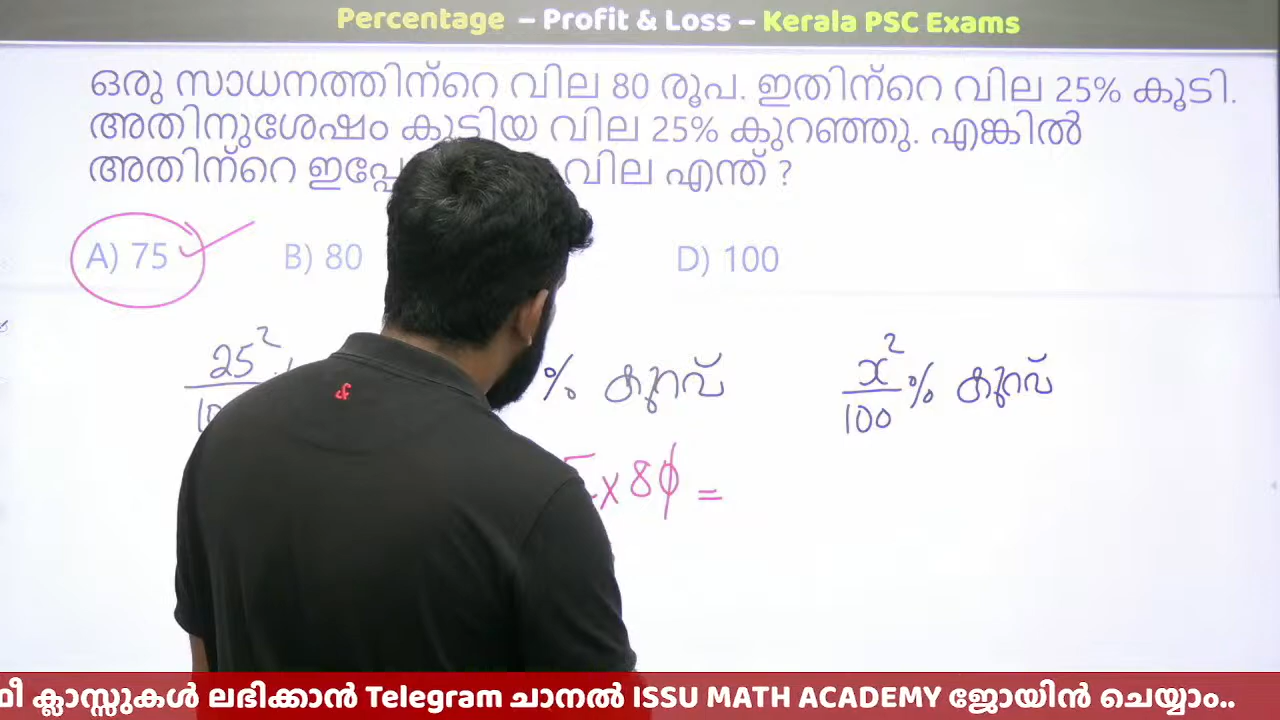 Percentage – Profit & Loss – Kerala PSC Exams
ഒരു സാധനത്തിന്റെ വില 80 രൂപ. ഇതിന്റെ വില 25% കൂടി.
അതിനുശേഷം കൂടിയ വില 25% കുറഞ്ഞു. എങ്കിൽ
അതിന്റെ വില എന്ത് ?
A) 75 B) 80 D) 100
25² % കുറവ് x²/100 % കുറവ്
x 80 =
ക്ലാസ്സുകൾ ലഭിക്കാൻ Telegram ചാനൽ ISSU MATH ACADEMY ജോയിൻ ചെയ്യാം..